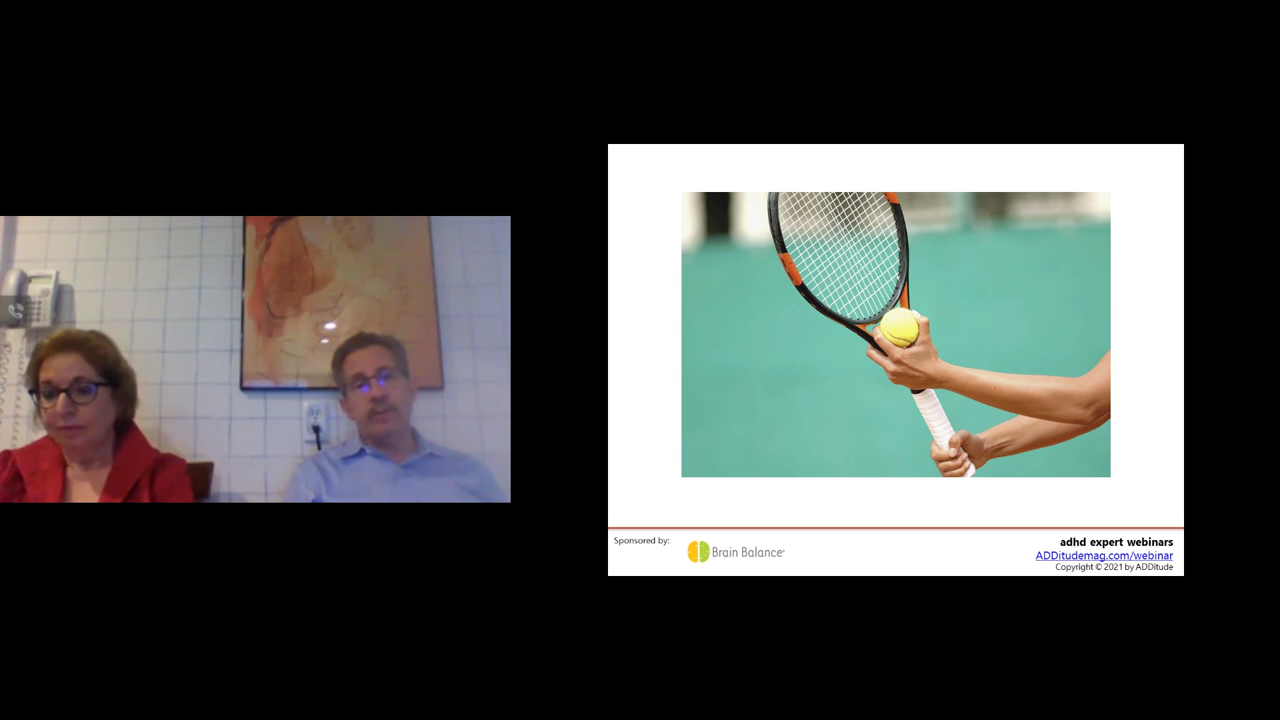 Sponsored by:
Brain Balance
adhd expert webinars
ADDitudemag.com/webinar
Copyright © 2021 by ADDitude